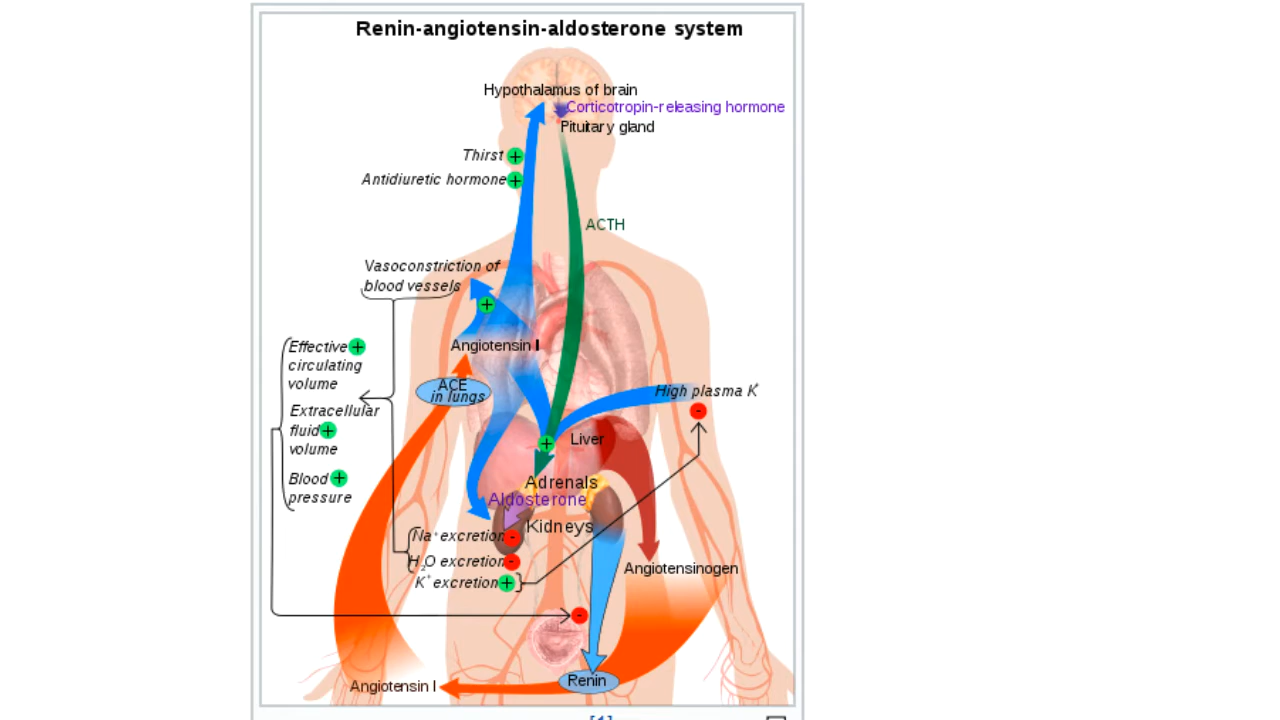 Renin-angiotensin-aldosterone system
Hypothalamus of brain
Corticotropin-releasing hormone
Pituitary gland
Thirst +
Antidiuretic hormone +
ACTH
Vasoconstriction of
blood vessels
+
Angiotensin II
Effective +
circulating
volume
ACE
in lungs
High plasma K+
-
Extracellular
fluid +
volume
+
Liver
Blood +
pressure
Adrenals
Aldosterone
Kidneys
Na+ excretion -
H2O excretion -
K+ excretion +
Angiotensinogen
-
Renin
Angiotensin I
[1]